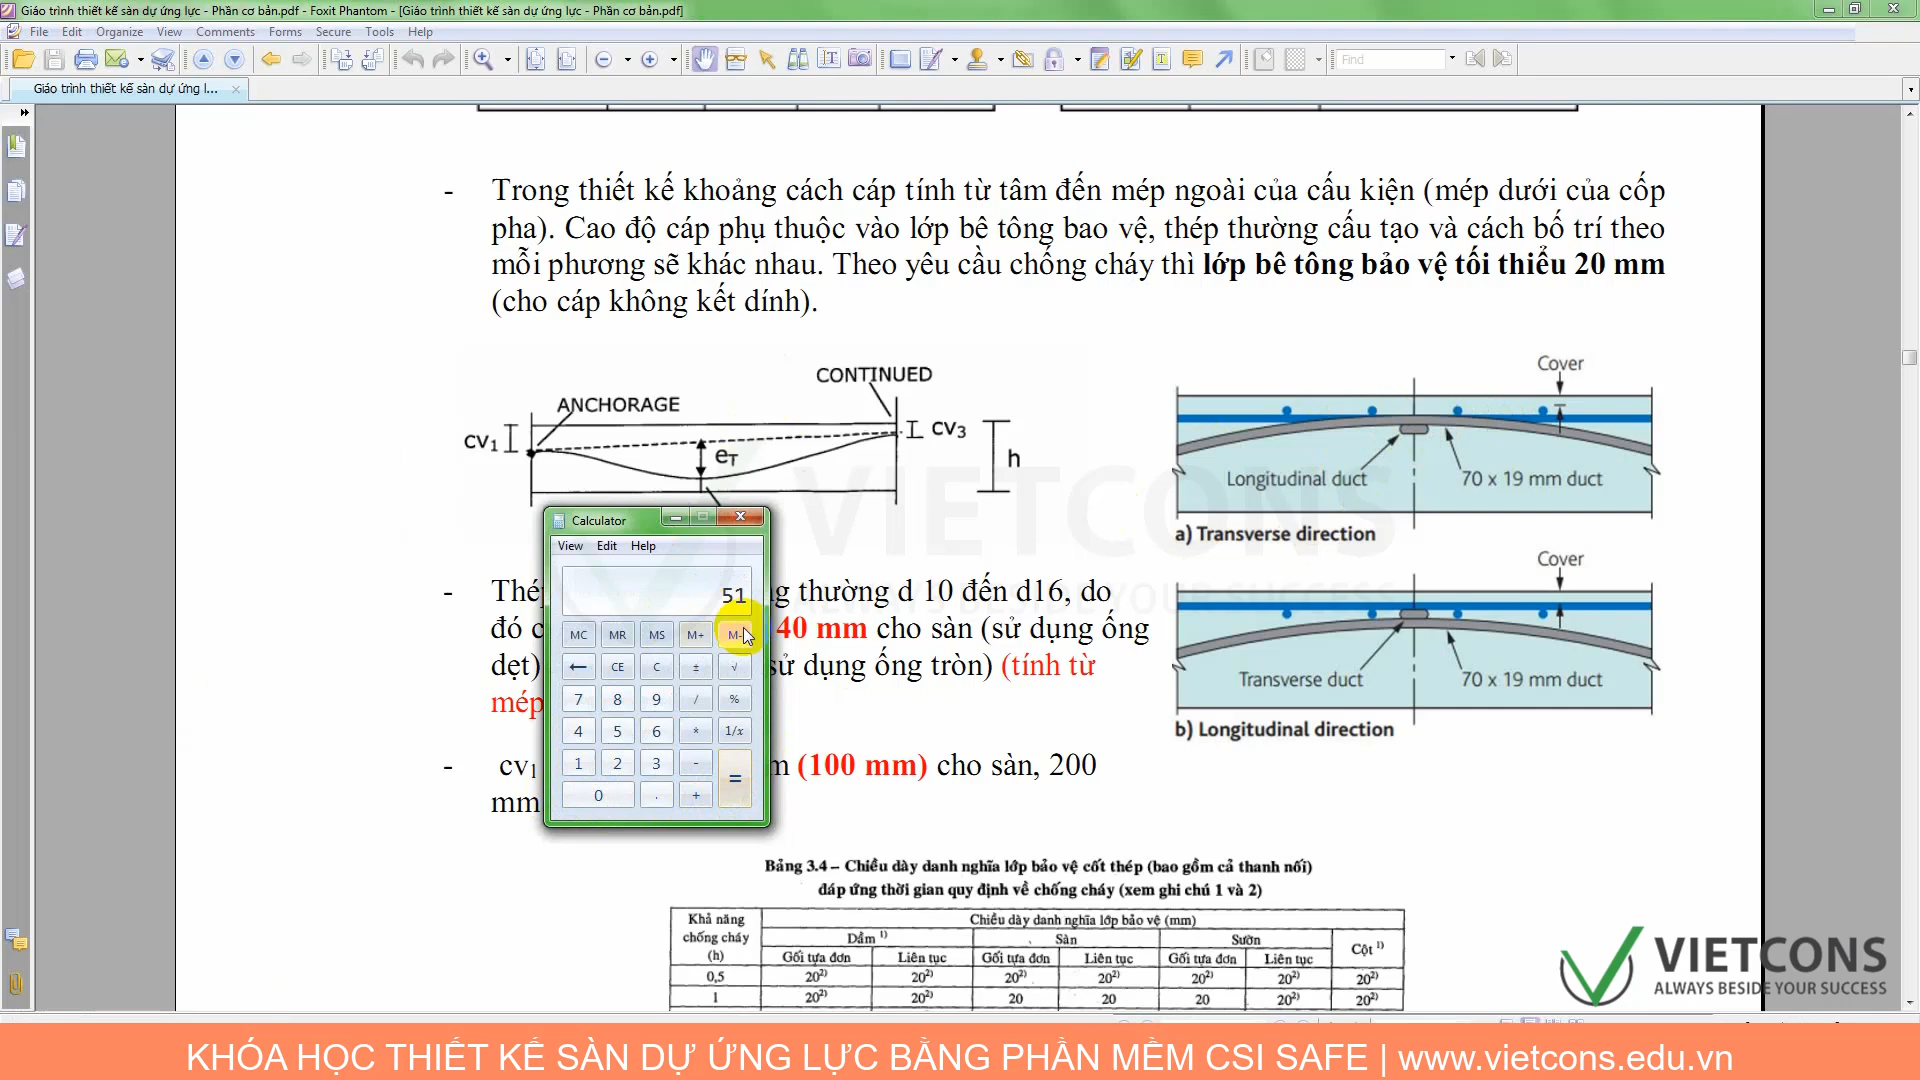 Giáo trình thiết kế sàn dự ứng lực - Phần cơ bản.pdf - Foxit Phantom - [Giáo trình thiết kế sàn dự ứng lực - Phần cơ bản.pdf]
File Edit Organize View Comments Forms Secure Tools Help
Find
Giáo trình thiết kế sàn dự ứng l...
- Trong thiết kế khoảng cách cáp tính từ tâm đến mép ngoài của cấu kiện (mép dưới của cốp
pha). Cao độ cáp phụ thuộc vào lớp bê tông bao vệ, thép thường cấu tạo và cách bố trí theo
mỗi phương sẽ khác nhau. Theo yêu cầu chống cháy thì lớp bê tông bảo vệ tối thiểu 20 mm
(cho cáp không kết dính).
CONTINUED
ANCHORAGE
cv1
cv3
eT
h
Cover
Longitudinal duct
70 x 19 mm duct
a) Transverse direction
Cover
Transverse duct
70 x 19 mm duct
b) Longitudinal direction
VIETCONS
ALWAYS BESIDE YOUR SUCCESS
Calculator
View Edit Help
51
MC MR MS M+ M-
← CE C ± √
7 8 9 / %
4 5 6 * 1/x
1 2 3 - =
0 . +
- g thường d 10 đến d16, do
đó 40 mm cho sàn (sử dụng ống
dẹt) sử dụng ống tròn) (tính từ
mép
- cv1 (100 mm) cho sàn, 200
mm
Bảng 3.4 – Chiều dày danh nghĩa lớp bảo vệ cốt thép (bao gồm cả thanh nối)
đáp ứng thời gian quy định về chống cháy (xem ghi chú 1 và 2)
Khả năng chống cháy (h)
Chiều dày danh nghĩa lớp bảo vệ (mm)
Dầm 1) Sàn Sườn Cột 1)
Gối tựa đơn Liên tục Gối tựa đơn Liên tục Gối tựa đơn Liên tục
0,5 20 2) 20 2) 20 2) 20 2) 20 2) 20 2) 20 2)
1 20 2) 20 2) 20 20 20 20 2) 20 2)
VIETCONS
ALWAYS BESIDE YOUR SUCCESS
KHÓA HỌC THIẾT KẾ SÀN DỰ ỨNG LỰC BẰNG PHẦN MỀM CSI SAFE | www.vietcons.edu.vn